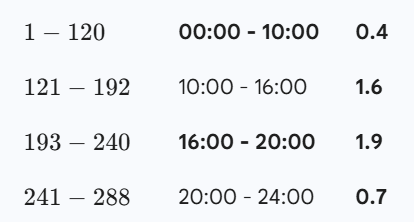 1 − 120 00:00 - 10:00 0.4
121 − 192 10:00 - 16:00 1.6
193 − 240 16:00 - 20:00 1.9
241 − 288 20:00 - 24:00 0.7